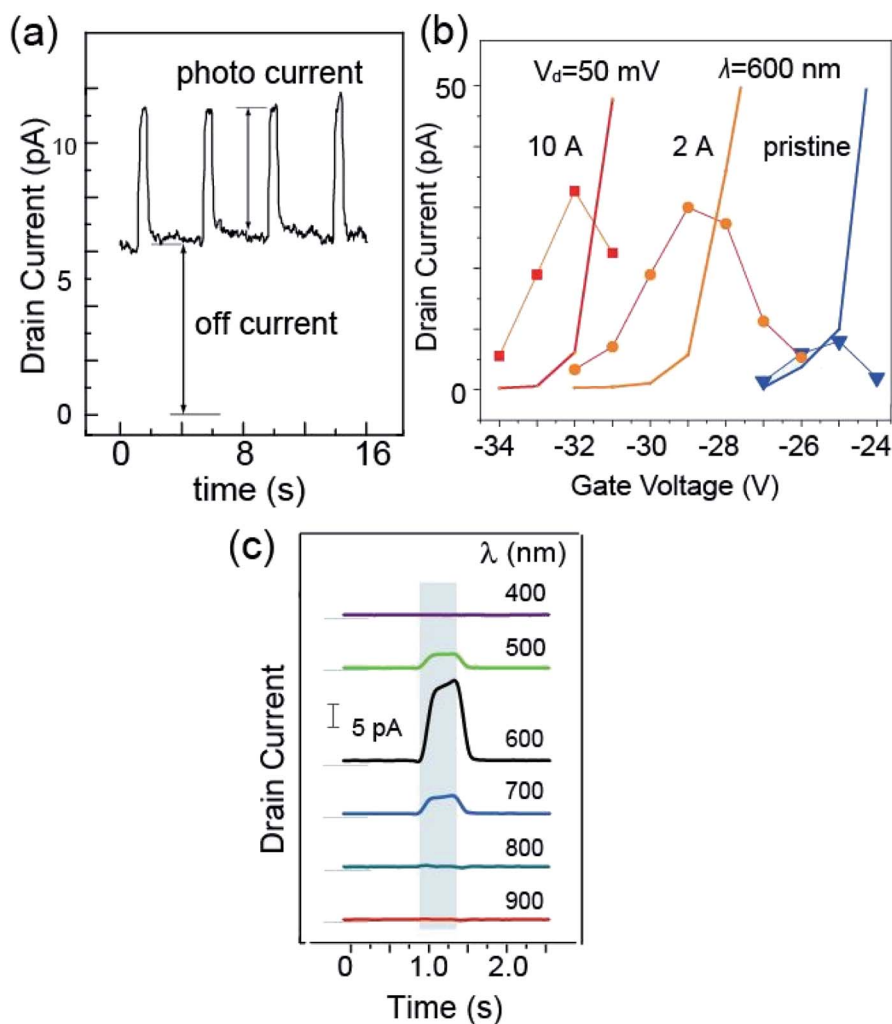 (a)
photo current
off current
Drain Current (pA)
10
5
0
0
8
16
time (s)
(b)
V_d=50 mV
λ=600 nm
10 A
2 A
pristine
Drain Current (pA)
50
0
-34
-32
-30
-28
-26
-24
Gate Voltage (V)
(c)
λ (nm)
400
500
5 pA
600
700
800
900
Drain Current
0
1.0
2.0
Time (s)